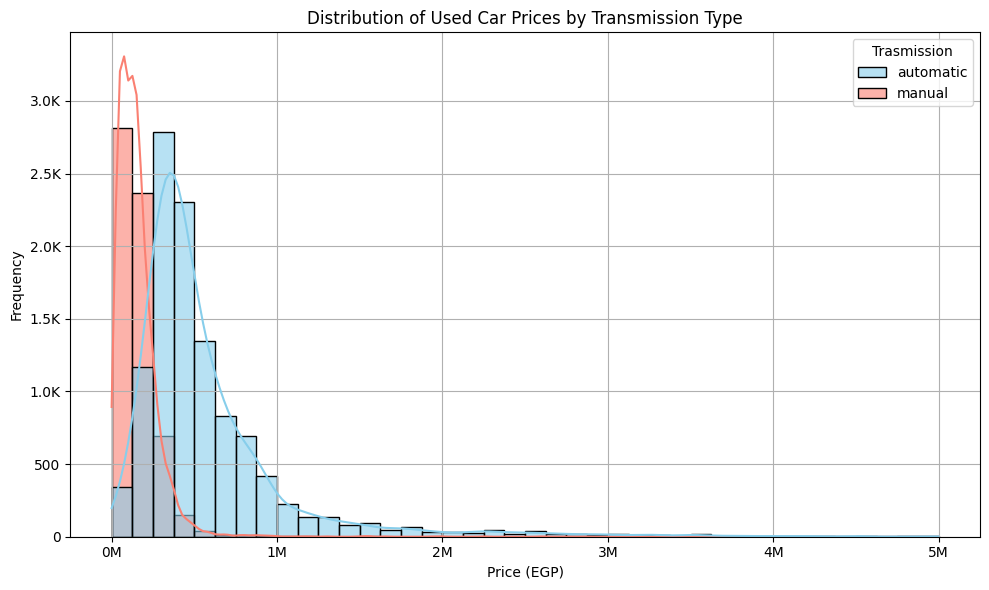 Distribution of Used Car Prices by Transmission Type
Trasmission
automatic
manual
3.0K
2.5K
2.0K
1.5K
1.0K
500
0
Frequency
0M 1M 2M 3M 4M 5M
Price (EGP)